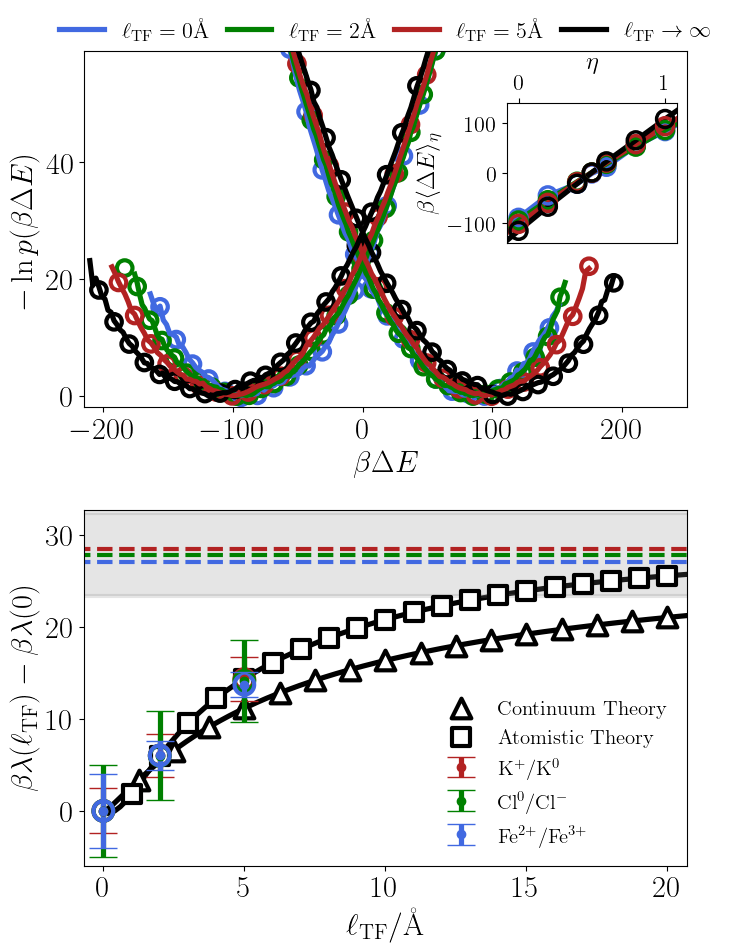 ℓ_TF = 0Å ℓ_TF = 2Å ℓ_TF = 5Å ℓ_TF → ∞
η
0 1
100
0
−100
β⟨ΔE⟩_η
40
20
0
− ln p(βΔE)
−200 −100 0 100 200
βΔE
30
20
10
0
βλ(ℓ_TF) − βλ(0)
Continuum Theory
Atomistic Theory
K⁺/K⁰
Cl⁰/Cl⁻
Fe²⁺/Fe³⁺
0 5 10 15 20
ℓ_TF/Å